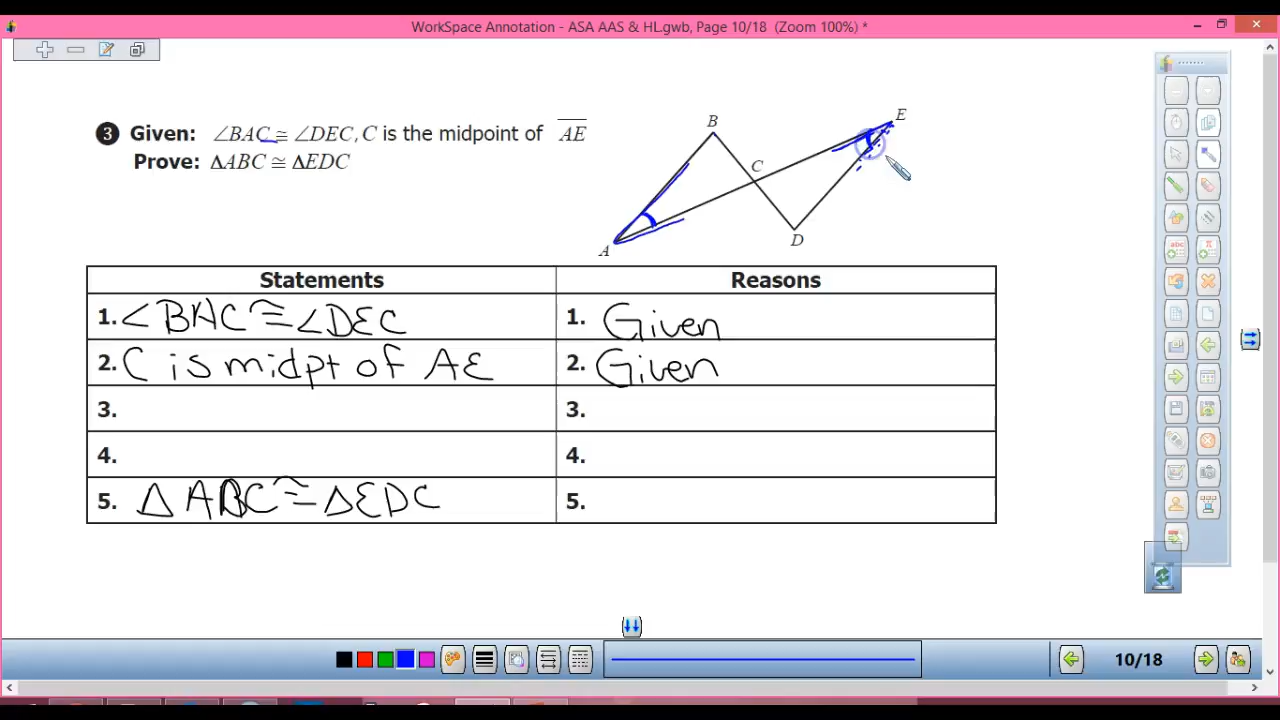 WorkSpace Annotation - ASA AAS & HL.gwb, Page 10/18 (Zoom 100%) *
3 Given: ∠BAC ≅ ∠DEC, C is the midpoint of AE
Prove: ΔABC ≅ ΔEDC
B
E
C
A
D
Statements Reasons
1. ∠BAC ≅ ∠DEC 1. Given
2. C is midpt of AE 2. Given
3. 3.
4. 4.
5. Δ ABC ≅ ΔEDC 5.
abc π
10/18